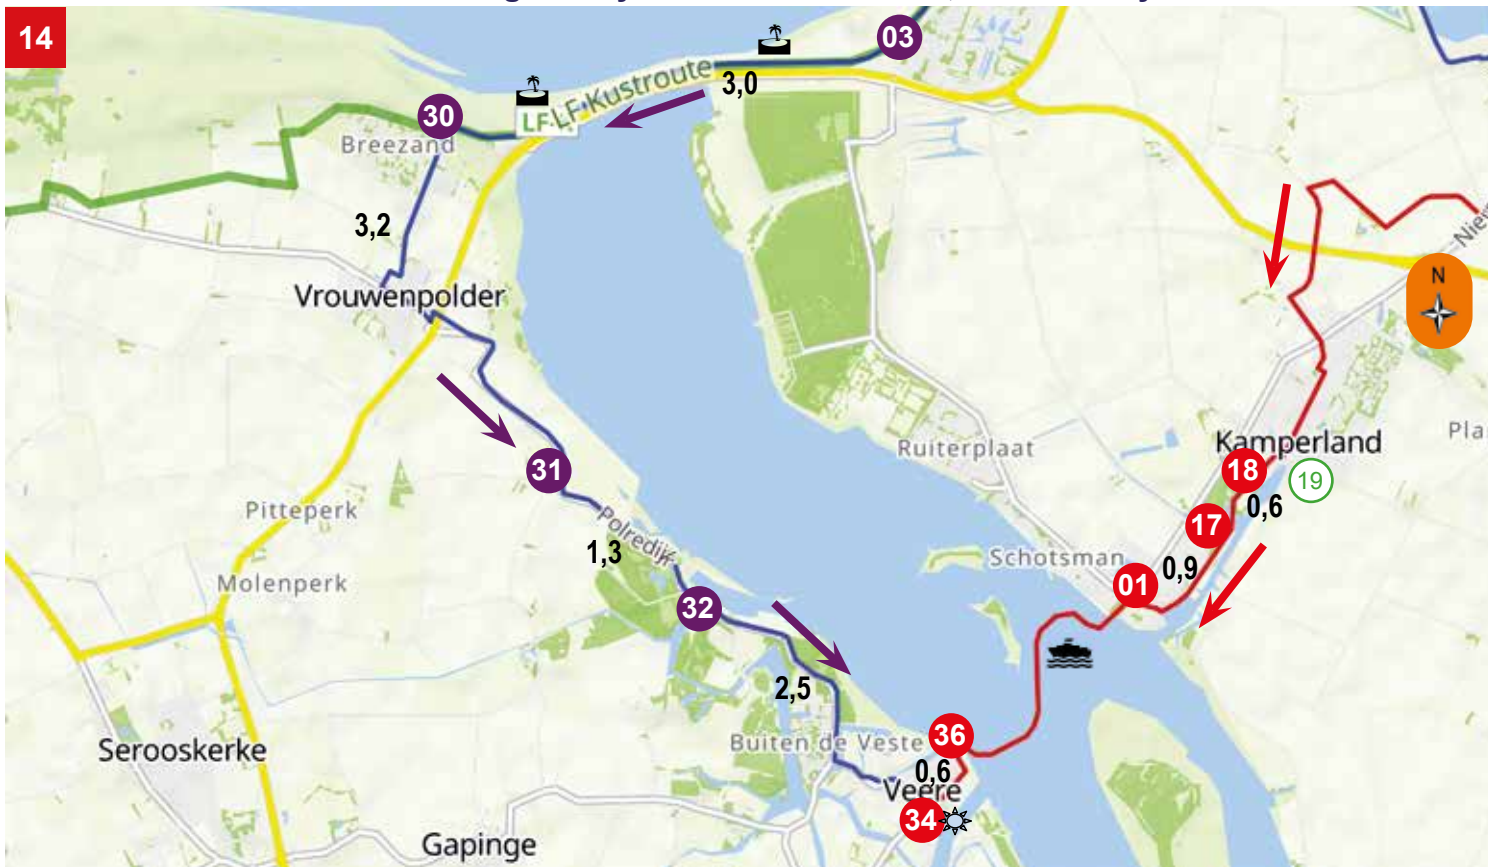 14
03
LF Kustroute
3,0
30
LF
Breezand
3,2
N
Vrouwenpolder
Kamperland
Ruiterplaat
18
31
19
0,6
Pitteperk
17
Polredijk
1,3
Schotsman
0,9
Molenperk
01
32
2,5
36
Buiten de Veste
Serooskerke
0,6
Veere
34
Gapinge